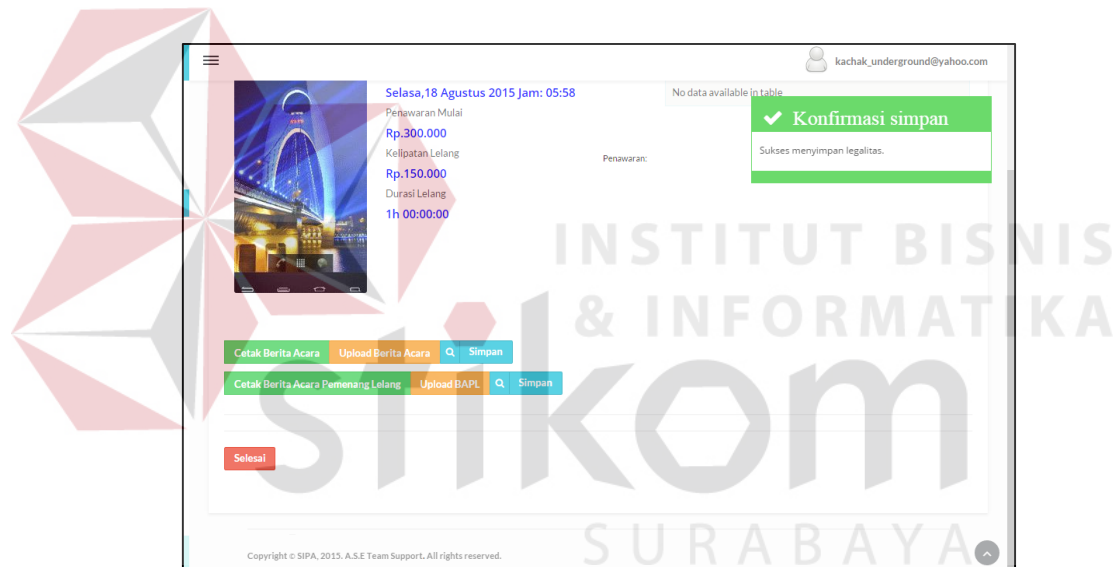 kachak_underground@yahoo.com
Selasa,18 Agustus 2015 Jam: 05:58
No data available in table
Penawaran Mulai
Konfirmasi simpan
Rp.300.000
Sukses menyimpan legalitas.
Kelipatan Lelang
Penawaran:
Rp.150.000
Durasi Lelang
1h 00:00:00
INSTITUT BISNIS
& INFORMATIKA
stikom
SURABAYA
Cetak Berita Acara Upload Berita Acara Simpan
Cetak Berita Acara Pemenang Lelang Upload BAPL Simpan
Selesai
Copyright © SIPA, 2015. A.S.E Team Support. All rights reserved.